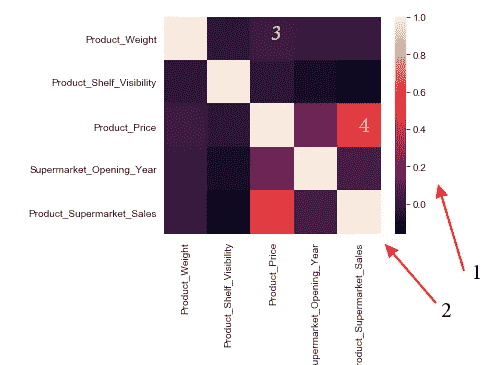 Product_Weight
Product_Shelf_Visibility
Product_Price
Supermarket_Opening_Year
Product_Supermarket_Sales
3
4
1.0
0.8
0.6
0.4
0.2
0.0
1
2
Product_Weight
Product_Shelf_Visibility
Product_Price
upermarket_Opening_Year
roduct_Supermarket_Sales